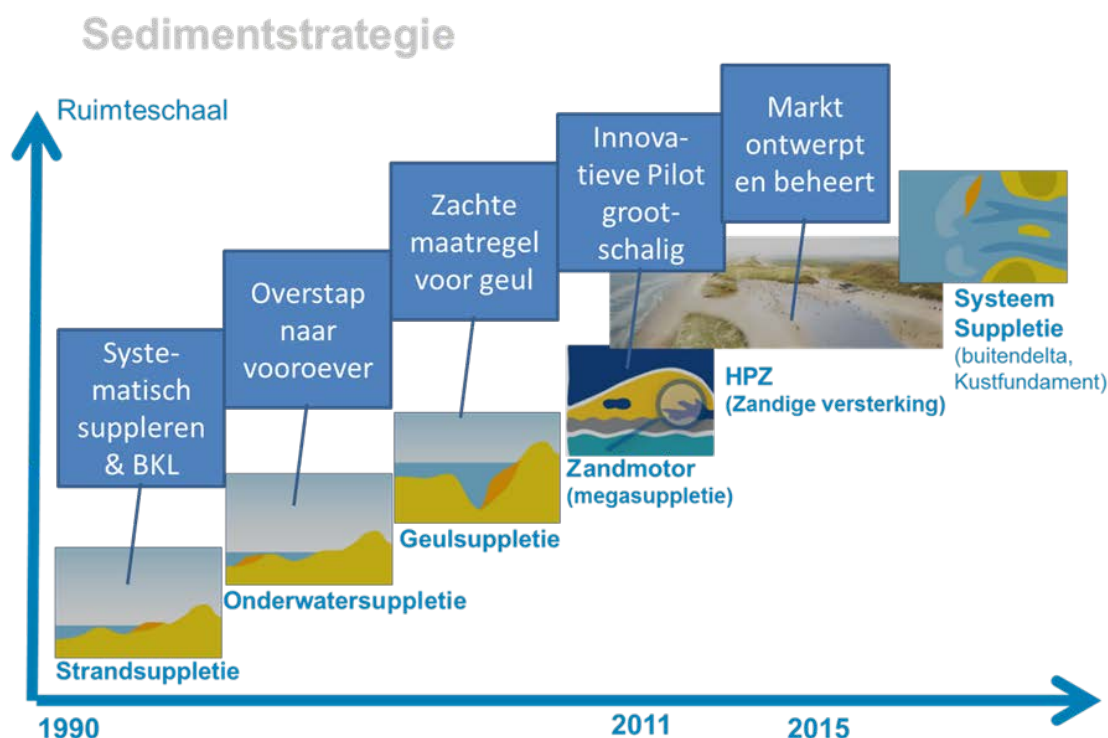 Sedimentstrategie
Ruimteschaal
Syste-
matisch
suppleren
& BKL
Strandsuppletie
Overstap
naar
vooroever
Onderwatersuppletie
Zachte
maatregel
voor geul
Geulsuppletie
Innova-
tieve Pilot
groot-
schalig
Zandmotor
(megasuppletie)
Markt
ontwerpt
en beheert
HPZ
(Zandige versterking)
Systeem
Suppletie
(buitendelta,
Kustfundament)
1990
2011
2015